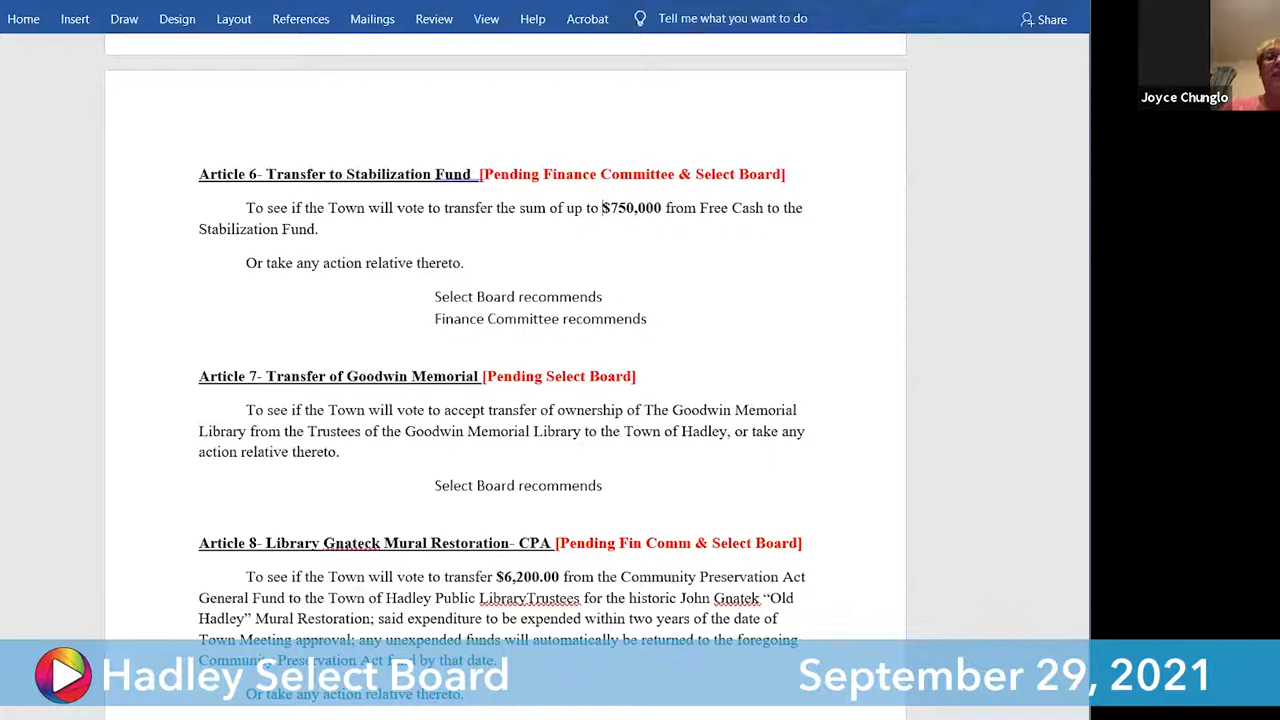 Home Insert Draw Design Layout References Mailings Review View Help Acrobat Tell me what you want to do Share
Joyce Chunglo
Article 6- Transfer to Stabilization Fund [Pending Finance Committee & Select Board]
To see if the Town will vote to transfer the sum of up to $750,000 from Free Cash to the
Stabilization Fund.
Or take any action relative thereto.
Select Board recommends
Finance Committee recommends
Article 7- Transfer of Goodwin Memorial [Pending Select Board]
To see if the Town will vote to accept transfer of ownership of The Goodwin Memorial
Library from the Trustees of the Goodwin Memorial Library to the Town of Hadley, or take any
action relative thereto.
Select Board recommends
Article 8- Library Gnateck Mural Restoration- CPA [Pending Fin Comm & Select Board]
To see if the Town will vote to transfer $6,200.00 from the Community Preservation Act
General Fund to the Town of Hadley Public LibraryTrustees for the historic John Gnatek “Old
Hadley” Mural Restoration; said expenditure to be expended within two years of the date of
Town Meeting approval; any unexpended funds will automatically be returned to the foregoing
Community Preservation Act fund by that date.
Or take any action relative thereto.
Hadley Select Board September 29, 2021